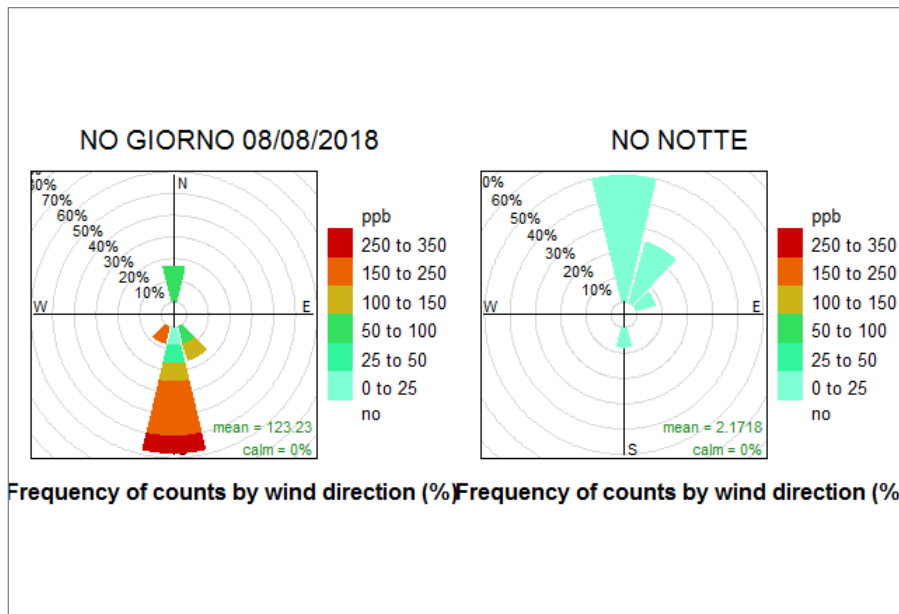 NO GIORNO 08/08/2018
NO NOTTE
N
70%
60%
50%
40%
30%
20%
10%
W
E
mean = 123.23
calm = 0%
ppb
250 to 350
150 to 250
100 to 150
50 to 100
25 to 50
0 to 25
no
0%
60%
50%
40%
30%
20%
10%
W
E
S
mean = 2.1718
calm = 0%
ppb
250 to 350
150 to 250
100 to 150
50 to 100
25 to 50
0 to 25
no
Frequency of counts by wind direction (%)
Frequency of counts by wind direction (%